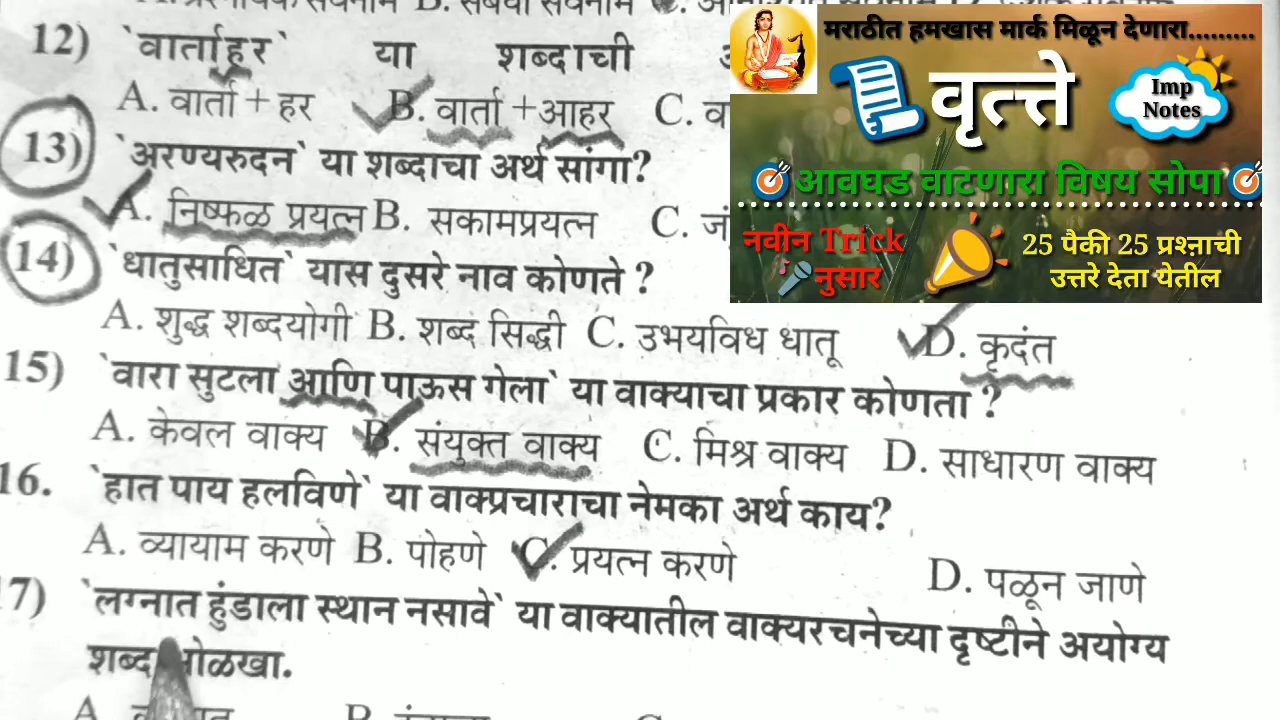 12) `वार्ताहर` या शब्दाची
A. वार्ता + हर B. वार्ता + आहर C. व
13) `अरण्यरुदन` या शब्दाचा अर्थ सांगा?
A. निष्फळ प्रयत्न B. सकामप्रयत्न C. जं
14) `धातुसाधित` यास दुसरे नाव कोणते ?
A. शुद्ध शब्दयोगी B. शब्द सिद्धी C. उभयविध धातू D. कृदंत
15) `वारा सुटला आणि पाऊस गेला` या वाक्याचा प्रकार कोणता ?
A. केवल वाक्य B. संयुक्त वाक्य C. मिश्र वाक्य D. साधारण वाक्य
16. `हात पाय हलविणे` या वाक्प्रचाराचा नेमका अर्थ काय?
A. व्यायाम करणे B. पोहणे C. प्रयत्न करणे D. पळून जाणे
17) `लग्नात हुंडाला स्थान नसावे` या वाक्यातील वाक्यरचनेच्या दृष्टीने अयोग्य
शब्द ओळखा.
मराठीत हमखास मार्क मिळून देणारा.........
वृत्त्ते
Imp
Notes
आवघड वाटणारा विषय सोपा
नवीन Trick
नुसार
25 पैकी 25 प्रश्नाची
उत्तरे देता येतील